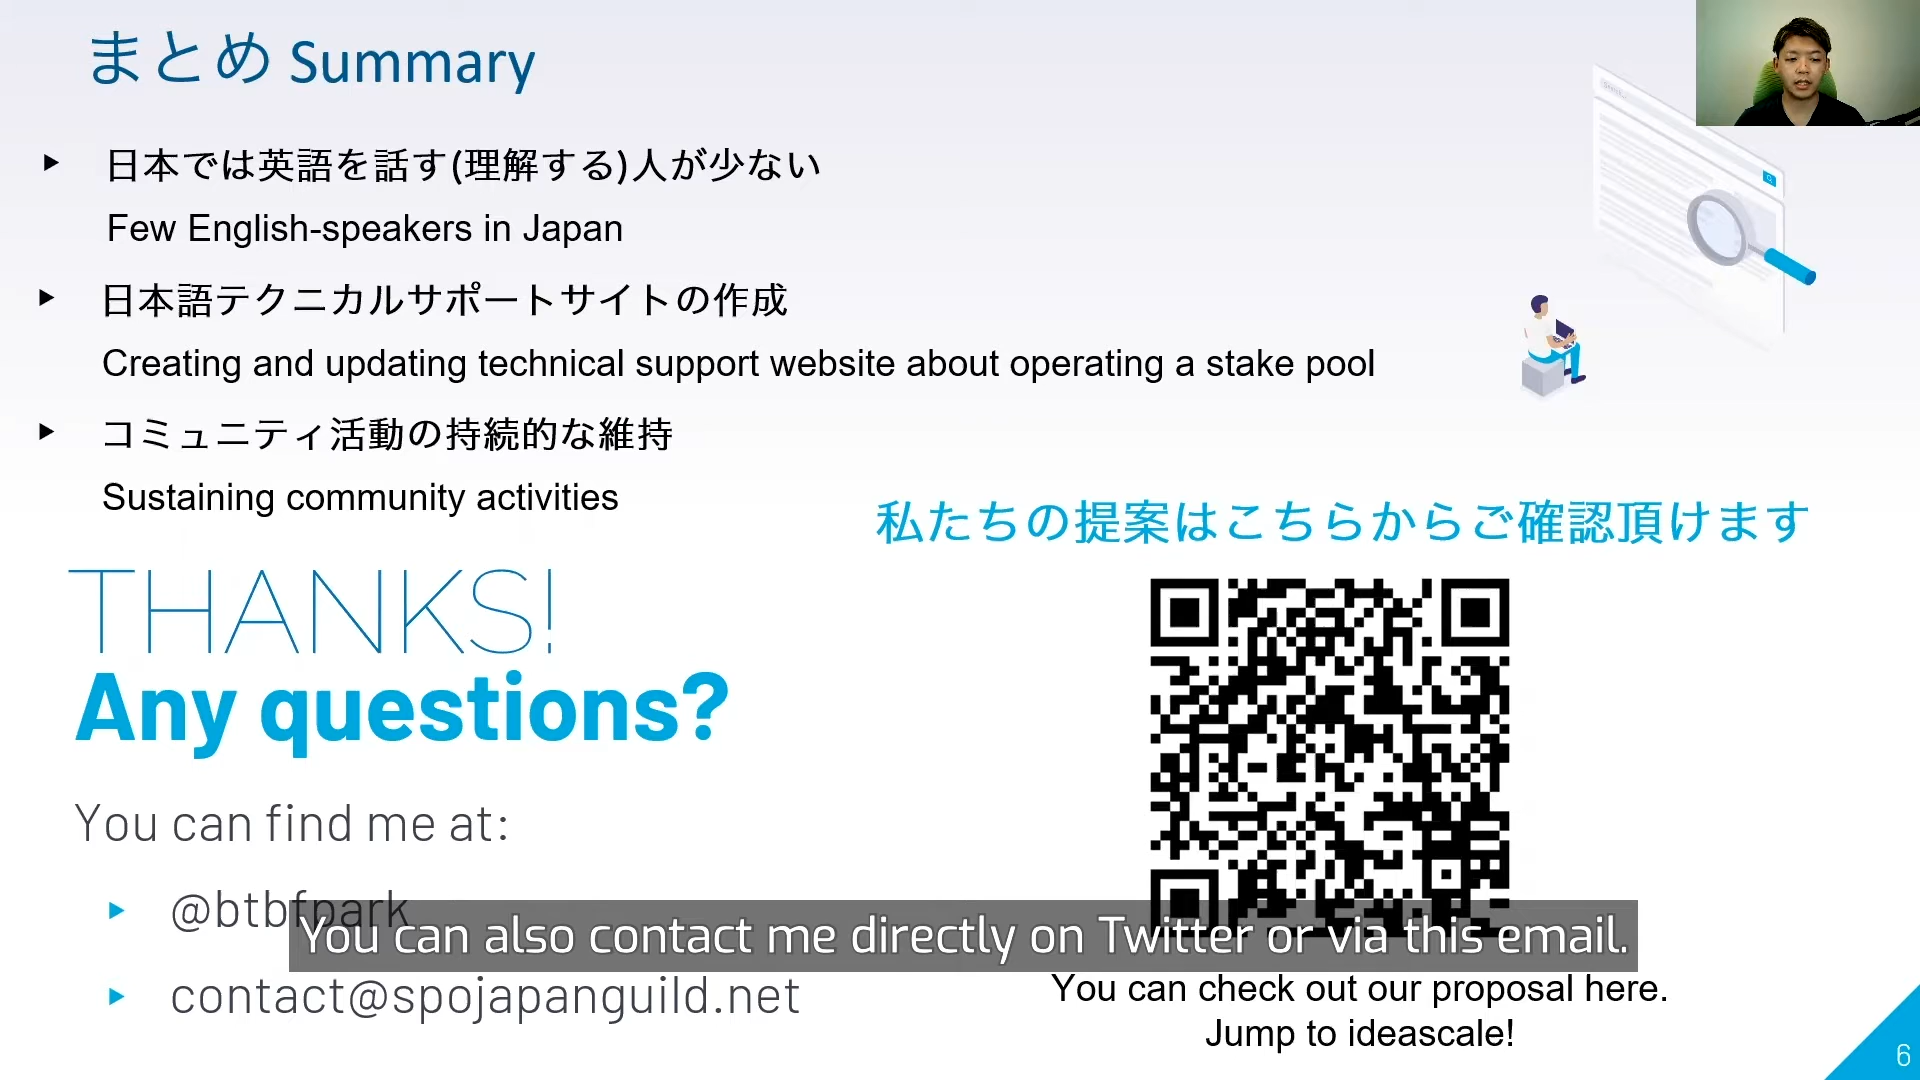 まとめ Summary
日本では英語を話す(理解する)人が少ない
Few English-speakers in Japan
日本語テクニカルサポートサイトの作成
Creating and updating technical support website about operating a stake pool
コミュニティ活動の持続的な維持
Sustaining community activities
私たちの提案はこちらからご確認頂けます
THANKS!
Any questions?
You can find me at:
@btbfpark
You can also contact me directly on Twitter or via this email.
contact@spojapanguild.net
You can check out our proposal here.
Jump to ideascale!
6